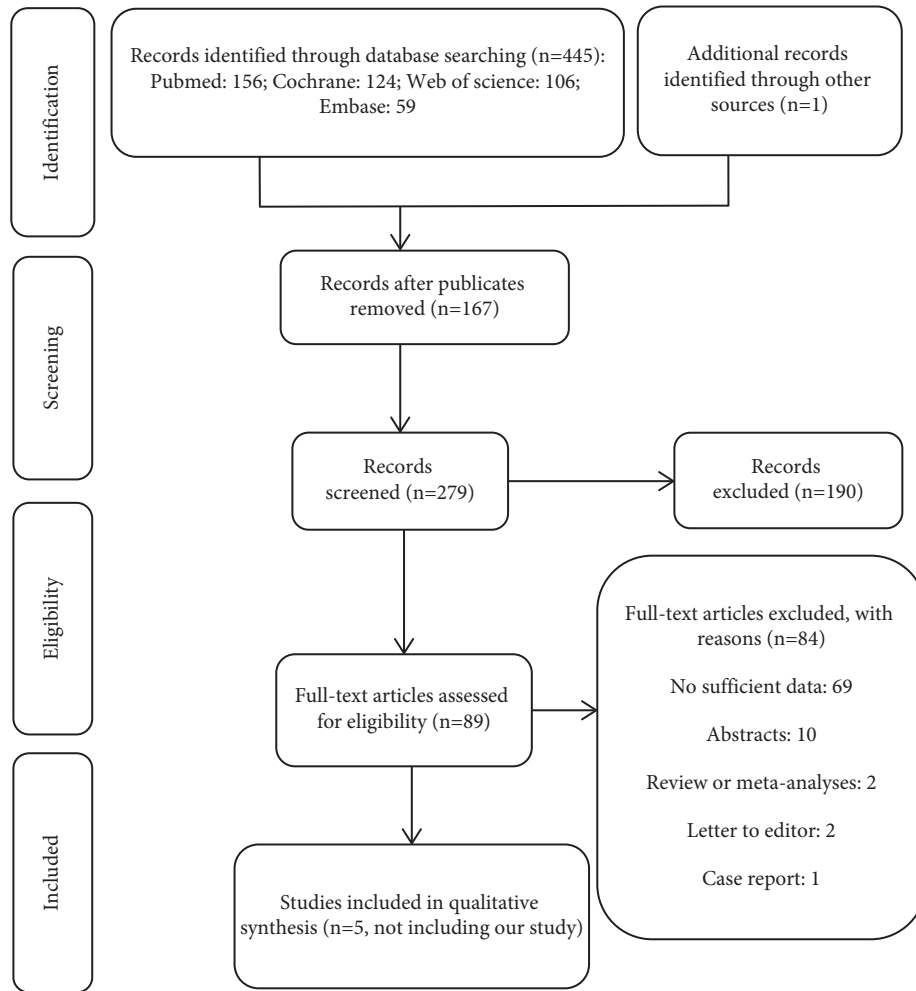 Identification
Records identified through database searching (n=445):
Pubmed: 156; Cochrane: 124; Web of science: 106;
Embase: 59
Additional records
identified through other
sources (n=1)
Screening
Records after publicates
removed (n=167)
Records
screened (n=279)
Records
excluded (n=190)
Eligibility
Full-text articles assessed
for eligibility (n=89)
Full-text articles excluded, with
reasons (n=84)
No sufficient data: 69
Abstracts: 10
Review or meta-analyses: 2
Letter to editor: 2
Case report: 1
Included
Studies included in qualitative
synthesis (n=5, not including our study)